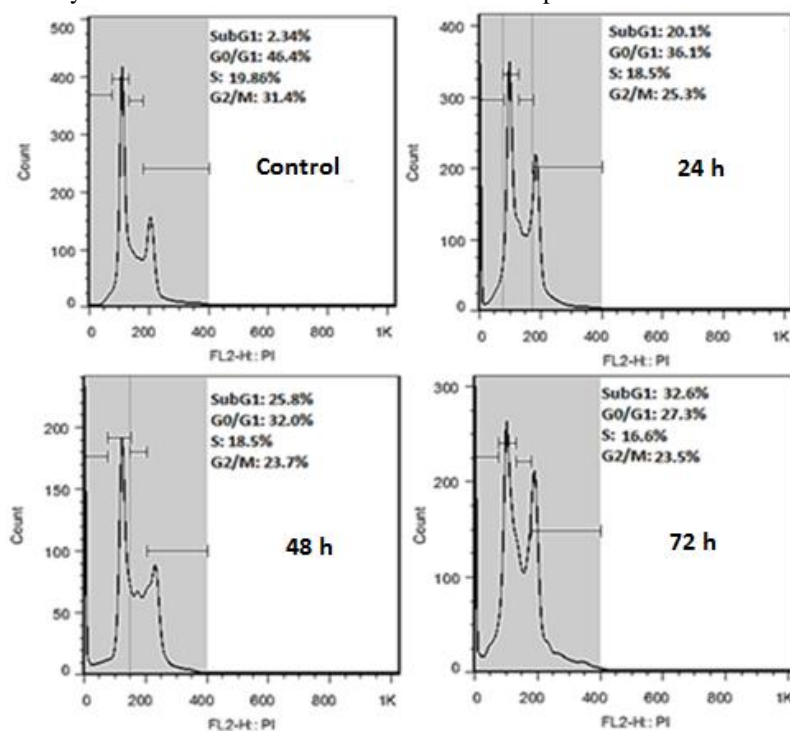 500
400
300
200
100
0
Count
SubG1: 2.34%
G0/G1: 46.4%
S: 19.86%
G2/M: 31.4%
Control
0 200 400 600 800 1K
FL2-H:: PI
400
300
200
100
0
Count
SubG1: 20.1%
G0/G1: 36.1%
S: 18.5%
G2/M: 25.3%
24 h
0 200 400 600 800 1K
FL2-H:: PI
200
150
100
50
0
Count
SubG1: 25.8%
G0/G1: 32.0%
S: 18.5%
G2/M: 23.7%
48 h
0 200 400 600 800 1K
FL2-H:: PI
300
200
100
0
Count
SubG1: 32.6%
G0/G1: 27.3%
S: 16.6%
G2/M: 23.5%
72 h
0 200 400 600 800 1K
FL2-H:: PI